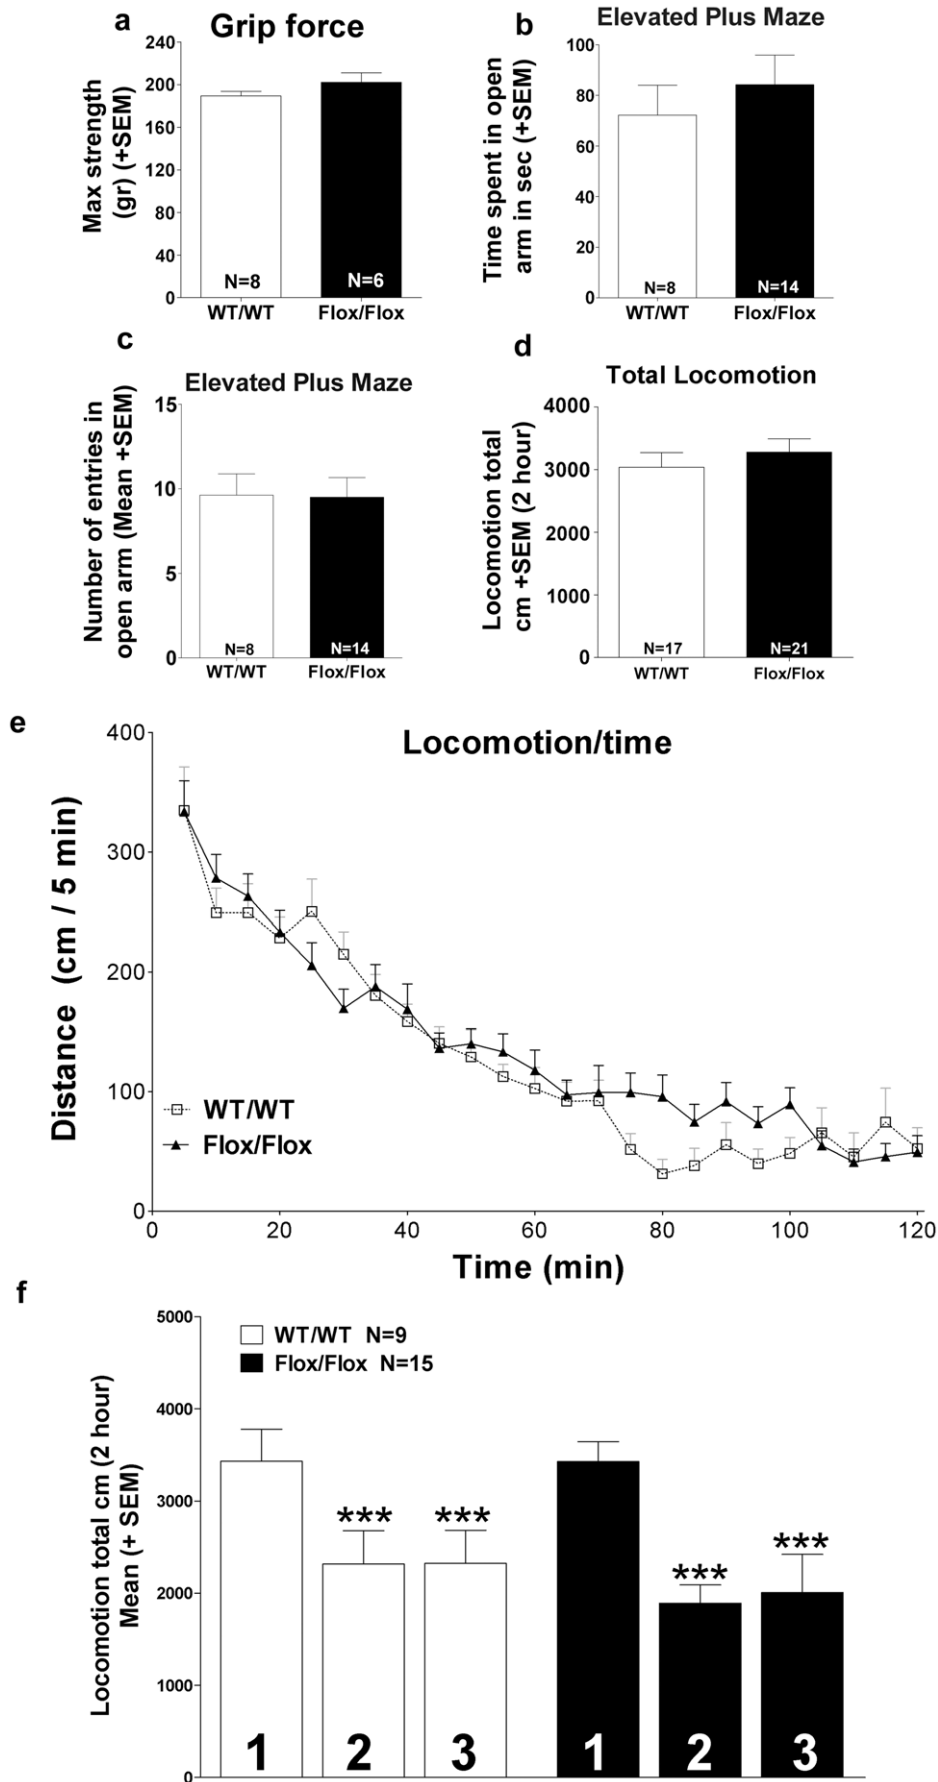 a
Grip force
Max strength
(gr) (+SEM)
240
200
160
120
80
40
0
N=8
N=6
WT/WT
Flox/Flox
b
Elevated Plus Maze
Time spent in open
arm in sec (+SEM)
100
80
60
40
20
0
N=8
N=14
WT/WT
Flox/Flox
c
Elevated Plus Maze
Number of entries in
open arm (Mean +SEM)
15
10
5
0
N=8
N=14
WT/WT
Flox/Flox
d
Total Locomotion
Locomotion total
cm +SEM (2 hour)
4000
3000
2000
1000
0
N=17
N=21
WT/WT
Flox/Flox
e
Locomotion/time
Distance (cm / 5 min)
400
300
200
100
0
WT/WT
Flox/Flox
0 20 40 60 80 100 120
Time (min)
f
Locomotion total cm (2 hour)
Mean (+ SEM)
5000
4000
3000
2000
1000
0
WT/WT N=9
Flox/Flox N=15
*** *** *** ***
1 2 3 1 2 3